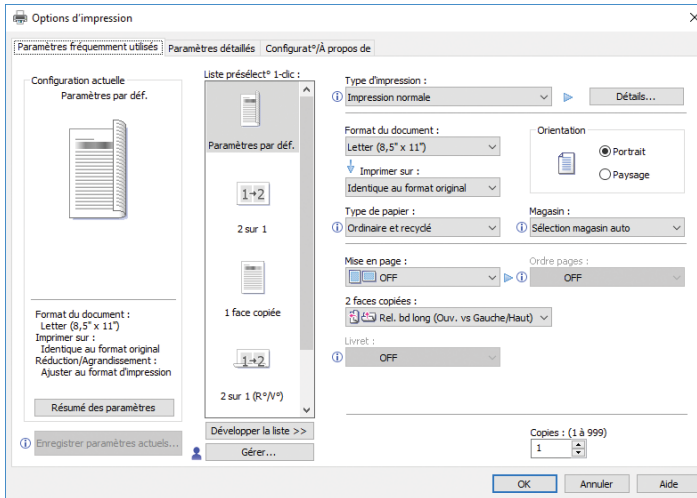 Options d'impression
Paramètres fréquemment utilisés
Paramètres détaillés
Configurat°/À propos de
Configuration actuelle
Paramètres par déf.
Format du document :
Letter (8,5" x 11")
Imprimer sur :
Identique au format original
Réduction/Agrandissement :
Ajuster au format d'impression
Résumé des paramètres
Enregistrer paramètres actuels...
Liste présélect° 1-clic :
Paramètres par déf.
1→2
2 sur 1
1 face copiée
1→2
2 sur 1 (R°/V°)
Développer la liste >>
Gérer...
Type d'impression :
Impression normale
Détails...
Format du document :
Letter (8,5" x 11")
Imprimer sur :
Identique au format original
Orientation
Portrait
Paysage
Type de papier :
Ordinaire et recyclé
Magasin :
Sélection magasin auto
Mise en page :
OFF
Ordre pages :
OFF
2 faces copiées :
Rel. bd long (Ouv. vs Gauche/Haut)
Livret :
OFF
Copies : (1 à 999)
1
OK
Annuler
Aide